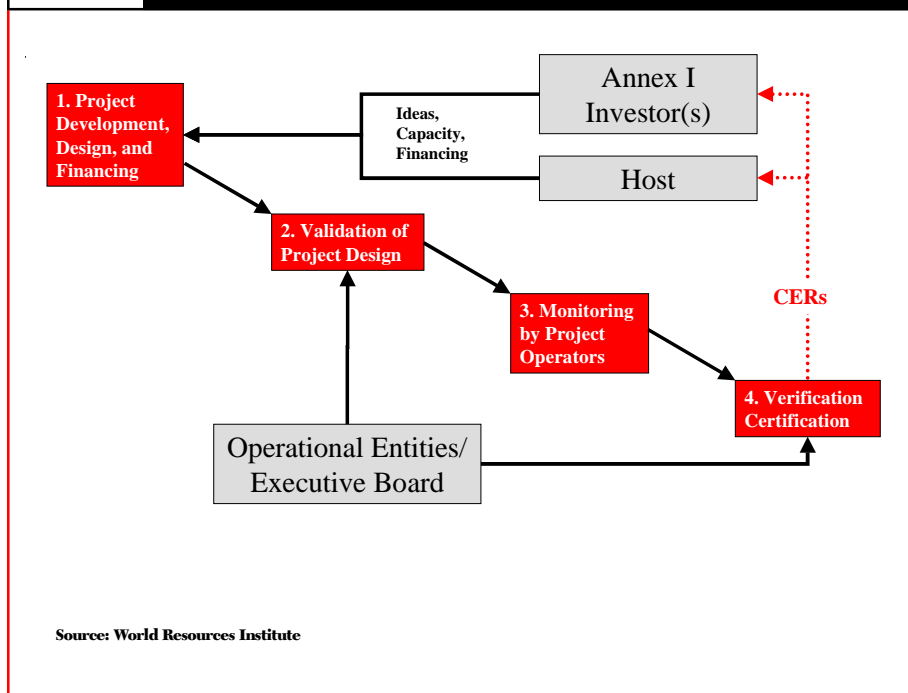 1. Project
Development,
Design, and
Financing
Ideas,
Capacity,
Financing
Annex I
Investor(s)
Host
2. Validation of
Project Design
CERs
3. Monitoring
by Project
Operators
4. Verification
Certification
Operational Entities/
Executive Board
Source: World Resources Institute